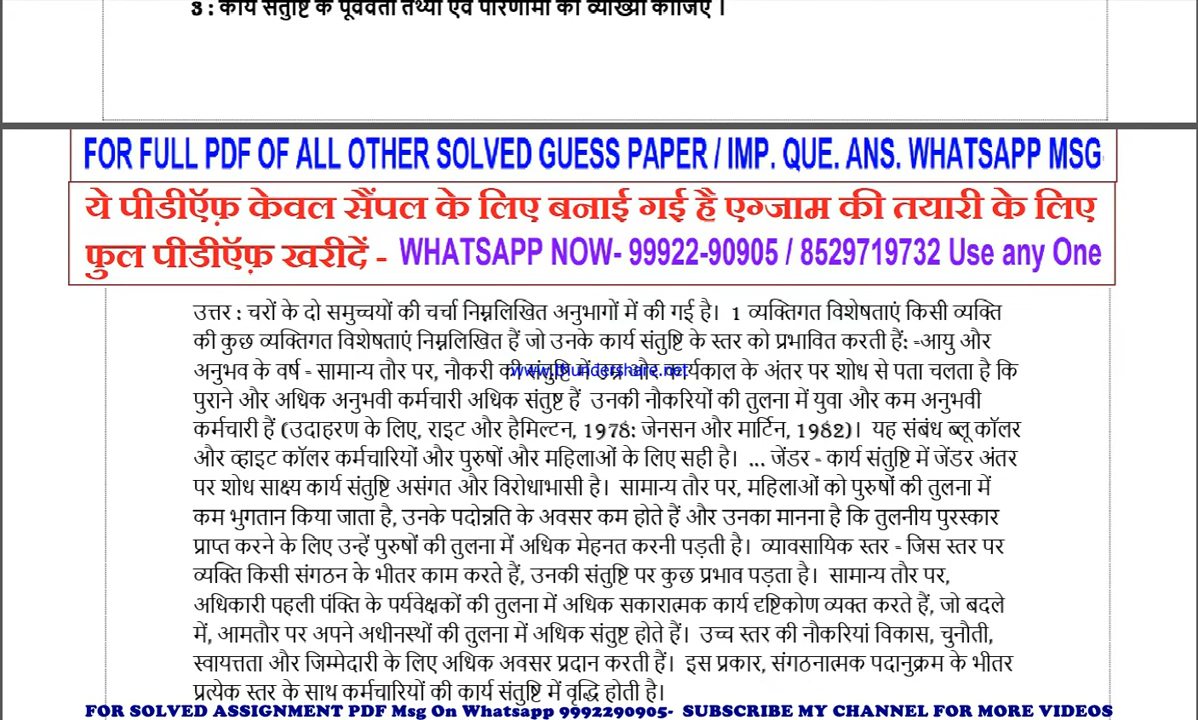 3 : कार्य संतुष्टि के पूर्ववर्ती तथ्यों एवं परिणामों की व्याख्या कीजिए ।
FOR FULL PDF OF ALL OTHER SOLVED GUESS PAPER / IMP. QUE. ANS. WHATSAPP MSG
ये पीडीऍफ़ केवल सैंपल के लिए बनाई गई है एग्जाम की तयारी के लिए
फुल पीडीऍफ़ खरीदें - WHATSAPP NOW- 99922-90905 / 8529719732 Use any One
उत्तर : चरों के दो समुच्चयों की चर्चा निम्नलिखित अनुभागों में की गई है। 1 व्यक्तिगत विशेषताएं किसी व्यक्ति
की कुछ व्यक्तिगत विशेषताएं निम्नलिखित हैं जो उनके कार्य संतुष्टि के स्तर को प्रभावित करती हैं: -आयु और
अनुभव के वर्ष - सामान्य तौर पर, नौकरी की संतुष्टि में उम्र और कार्यकाल के अंतर पर शोध से पता चलता है कि
www.thundershare.net
पुराने और अधिक अनुभवी कर्मचारी अधिक संतुष्ट हैं उनकी नौकरियों की तुलना में युवा और कम अनुभवी
कर्मचारी हैं (उदाहरण के लिए, राइट और हैमिल्टन, 1978: जेनसन और मार्टिन, 1982)। यह संबंध ब्लू कॉलर
और व्हाइट कॉलर कर्मचारियों और पुरुषों और महिलाओं के लिए सही है। ... जेंडर - कार्य संतुष्टि में जेंडर अंतर
पर शोध साक्ष्य कार्य संतुष्टि असंगत और विरोधाभासी है। सामान्य तौर पर, महिलाओं को पुरुषों की तुलना में
कम भुगतान किया जाता है, उनके पदोन्नति के अवसर कम होते हैं और उनका मानना है कि तुलनीय पुरस्कार
प्राप्त करने के लिए उन्हें पुरुषों की तुलना में अधिक मेहनत करनी पड़ती है। व्यावसायिक स्तर - जिस स्तर पर
व्यक्ति किसी संगठन के भीतर काम करते हैं, उनकी संतुष्टि पर कुछ प्रभाव पड़ता है। सामान्य तौर पर,
अधिकारी पहली पंक्ति के पर्यवेक्षकों की तुलना में अधिक सकारात्मक कार्य दृष्टिकोण व्यक्त करते हैं, जो बदले
में, आमतौर पर अपने अधीनस्थों की तुलना में अधिक संतुष्ट होते हैं। उच्च स्तर की नौकरियां विकास, चुनौती,
स्वायत्तता और जिम्मेदारी के लिए अधिक अवसर प्रदान करती हैं। इस प्रकार, संगठनात्मक पदानुक्रम के भीतर
प्रत्येक स्तर के साथ कर्मचारियों की कार्य संतुष्टि में वृद्धि होती है।
FOR SOLVED ASSIGNMENT PDF Msg On Whatsapp 9992290905- SUBSCRIBE MY CHANNEL FOR MORE VIDEOS